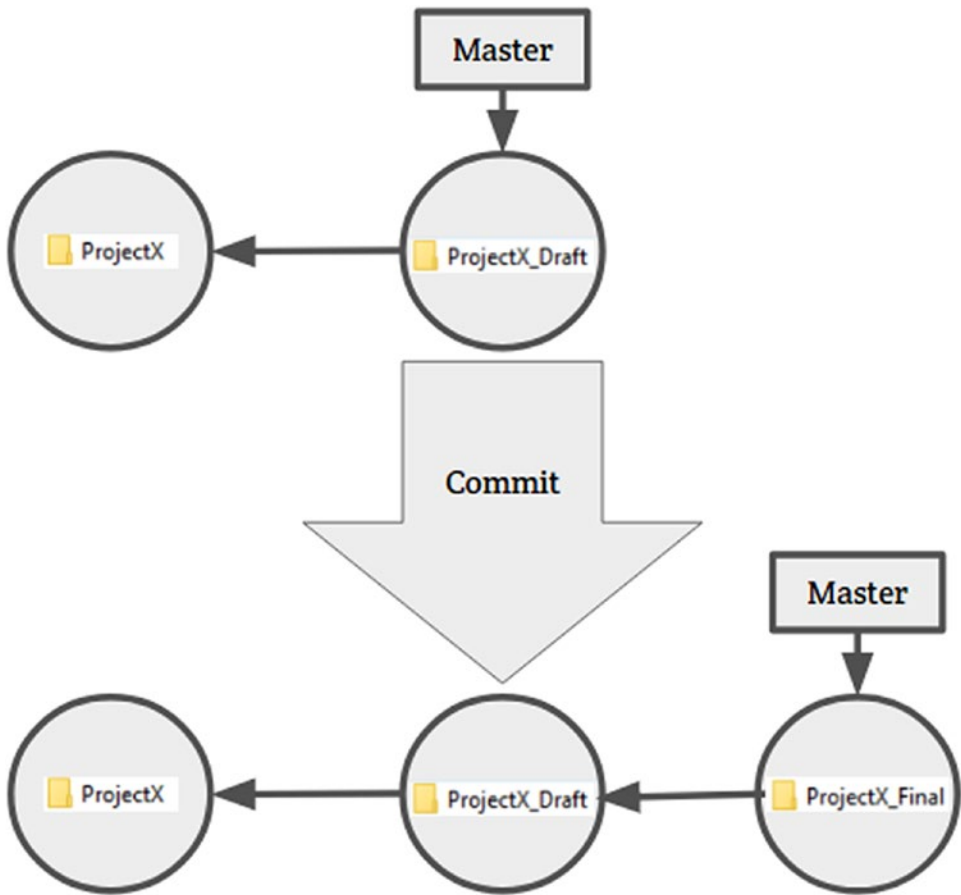 Master
ProjectX
ProjectX_Draft
Commit
Master
ProjectX
ProjectX_Draft
ProjectX_Final